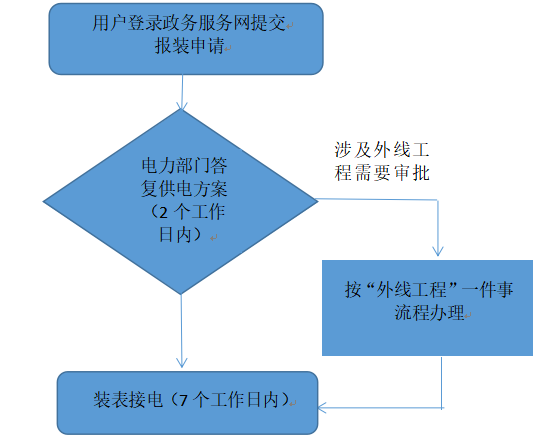 用户登录政务服务网提交
报装申请
电力部门答
复供电方案
（2 个工作
日内）
涉及外线工
程需要审批
按“外线工程”一件事
流程办理
装表接电（7 个工作日内）